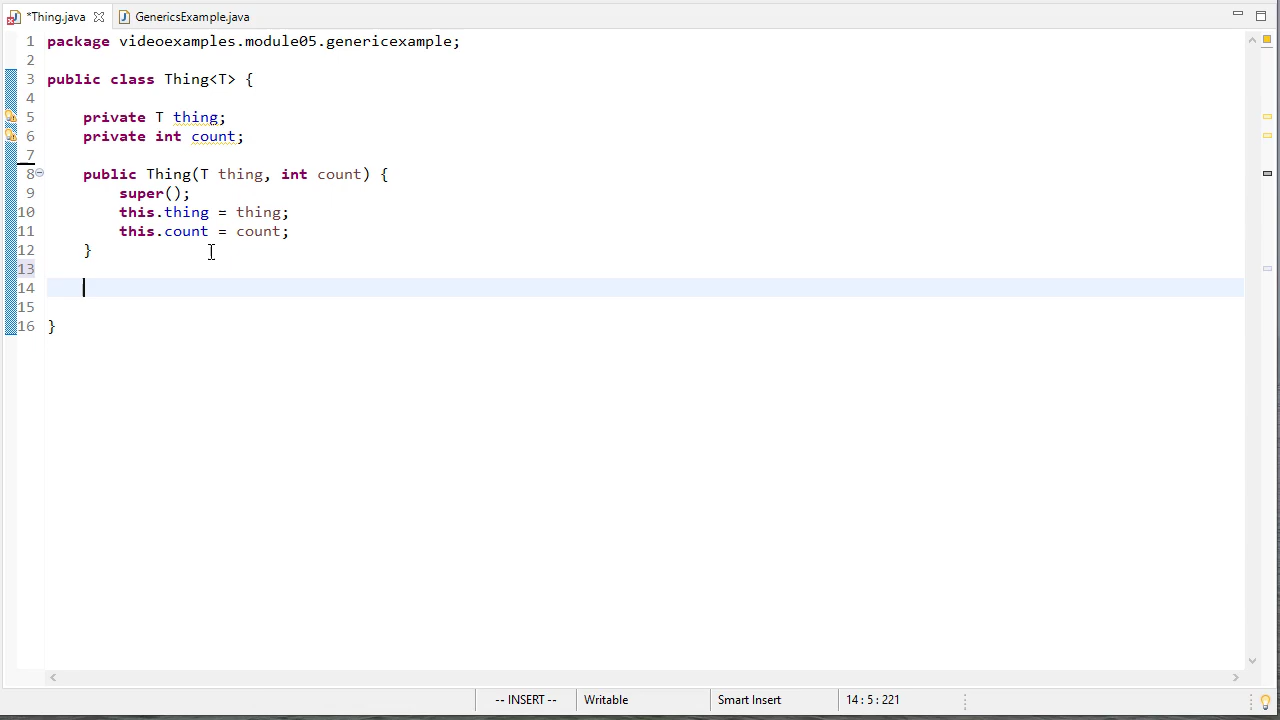 *Thing.java GenericsExample.java
1 package videoexamples.module05.genericexample;
2
3 public class Thing<T> {
4
5 private T thing;
6 private int count;
7
8 public Thing(T thing, int count) {
9 super();
10 this.thing = thing;
11 this.count = count;
12 }
13
14
15
16 }
-- INSERT -- Writable Smart Insert 14 : 5 : 221